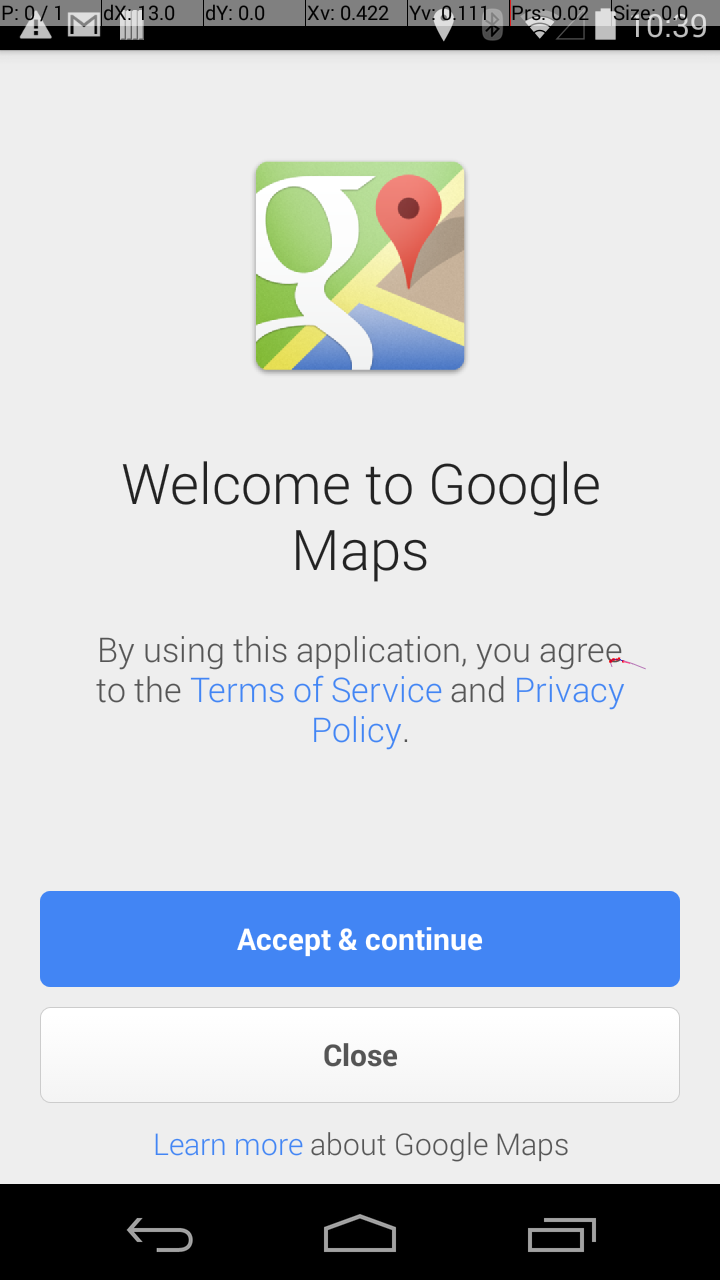 P: 0 / 1 dX: 13.0 dY: 0.0 Xv: 0.422 Yv: 0.111 Prs: 0.02 Size: 0.0
10:39
Welcome to Google
Maps
By using this application, you agree
to the Terms of Service and Privacy
Policy.
Accept & continue
Close
Learn more about Google Maps